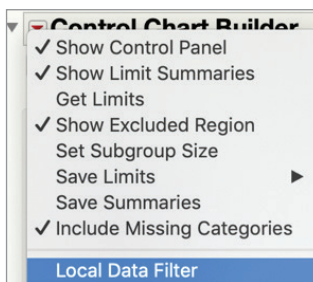 Control Chart Builder
Show Control Panel
Show Limit Summaries
Get Limits
Show Excluded Region
Set Subgroup Size
Save Limits
Save Summaries
Include Missing Categories
Local Data Filter